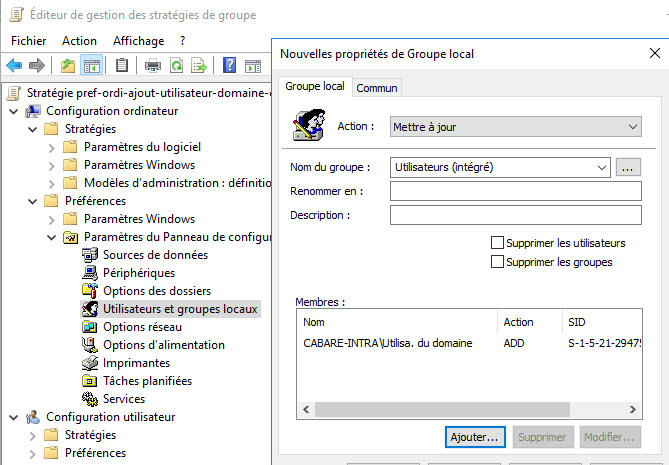 Éditeur de gestion des stratégies de groupe
Fichier Action Affichage ?
Stratégie pref-ordi-ajout-utilisateur-domaine-
Configuration ordinateur
Stratégies
Paramètres du logiciel
Paramètres Windows
Modèles d'administration : définitio
Préférences
Paramètres Windows
Paramètres du Panneau de configu
Sources de données
Périphériques
Options des dossiers
Utilisateurs et groupes locaux
Options réseau
Options d'alimentation
Imprimantes
Tâches planifiées
Services
Configuration utilisateur
Stratégies
Préférences
Nouvelles propriétés de Groupe local
Groupe local Commun
Action : Mettre à jour
Nom du groupe : Utilisateurs (intégré) ...
Renommer en :
Description :
Supprimer les utilisateurs
Supprimer les groupes
Membres :
Nom Action SID
CABARE-INTRA\Utilisa. du domaine ADD S-1-5-21-29475
Ajouter... Supprimer Modifier...